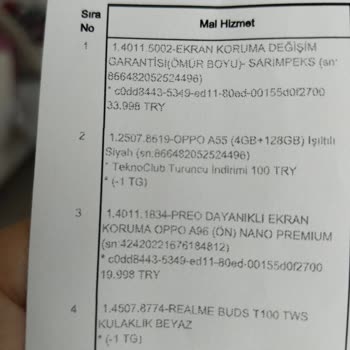 Sıra No
Mal Hizmet
1
1.4011.5002-EKRAN KORUMA DEĞİŞİM
GARANTİSİ(ÖMÜR BOYU)- SARIMPEKS (sn:
866482052524496)
* c0dd8443-5349-ed11-80ed-00155d0f2700
33.998 TRY
2
1.2507.8619-OPPO A55 (4GB+128GB) Işıltılı
Siyah (sn:866482052524496)
* TeknoClub Turuncu İndirimi 100 TRY
* (-1 TG)
3
1.4011.1834-PREO DAYANIKLI EKRAN
KORUMA OPPO A96 (ÖN) NANO PREMIUM
(sn:42420221676184812)
* c0dd8443-5349-ed11-80ed-00155d0f2700
19.998 TRY
4
1.4507.8774-REALME BUDS T100 TWS
KULAKLIK BEYAZ
* (-1 TG)